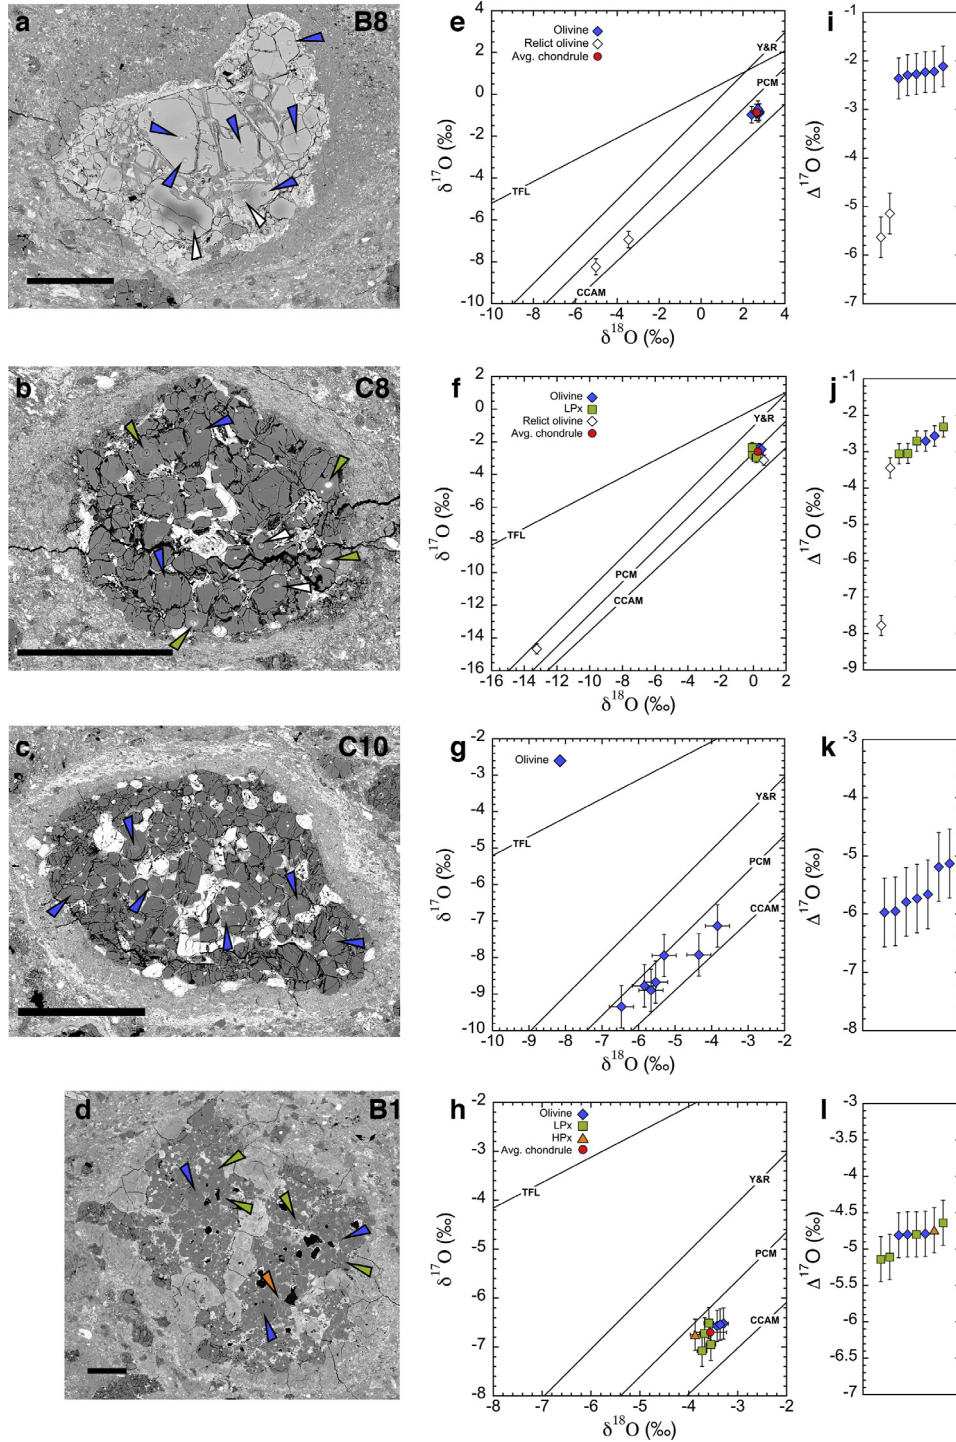 a B8
e
Olivine
Relict olivine
Avg. chondrule
Y&R
PCM
TFL
CCAM
4
2
0
-2
-4
-6
-8
-10
δ17O (‰)
-10 -8 -6 -4 -2 0 2 4
δ18O (‰)
i
-1
-2
-3
-4
-5
-6
-7
Δ17O (‰)
b C8
f
Olivine
LPx
Relict olivine
Avg. chondrule
Y&R
TFL
PCM
CCAM
2
0
-2
-4
-6
-8
-10
-12
-14
-16
δ17O (‰)
-16 -14 -12 -10 -8 -6 -4 -2 0 2
δ18O (‰)
j
-1
-2
-3
-4
-5
-6
-7
-8
-9
Δ17O (‰)
c C10
g
Olivine
Y&R
TFL
PCM
CCAM
-2
-3
-4
-5
-6
-7
-8
-9
-10
δ17O (‰)
-10 -9 -8 -7 -6 -5 -4 -3 -2
δ18O (‰)
k
-3
-4
-5
-6
-7
-8
Δ17O (‰)
d B1
h
Olivine
LPx
HPx
Avg. chondrule
TFL
Y&R
PCM
CCAM
-2
-3
-4
-5
-6
-7
-8
δ17O (‰)
-8 -7 -6 -5 -4 -3 -2
δ18O (‰)
l
-3
-3.5
-4
-4.5
-5
-5.5
-6
-6.5
-7
Δ17O (‰)